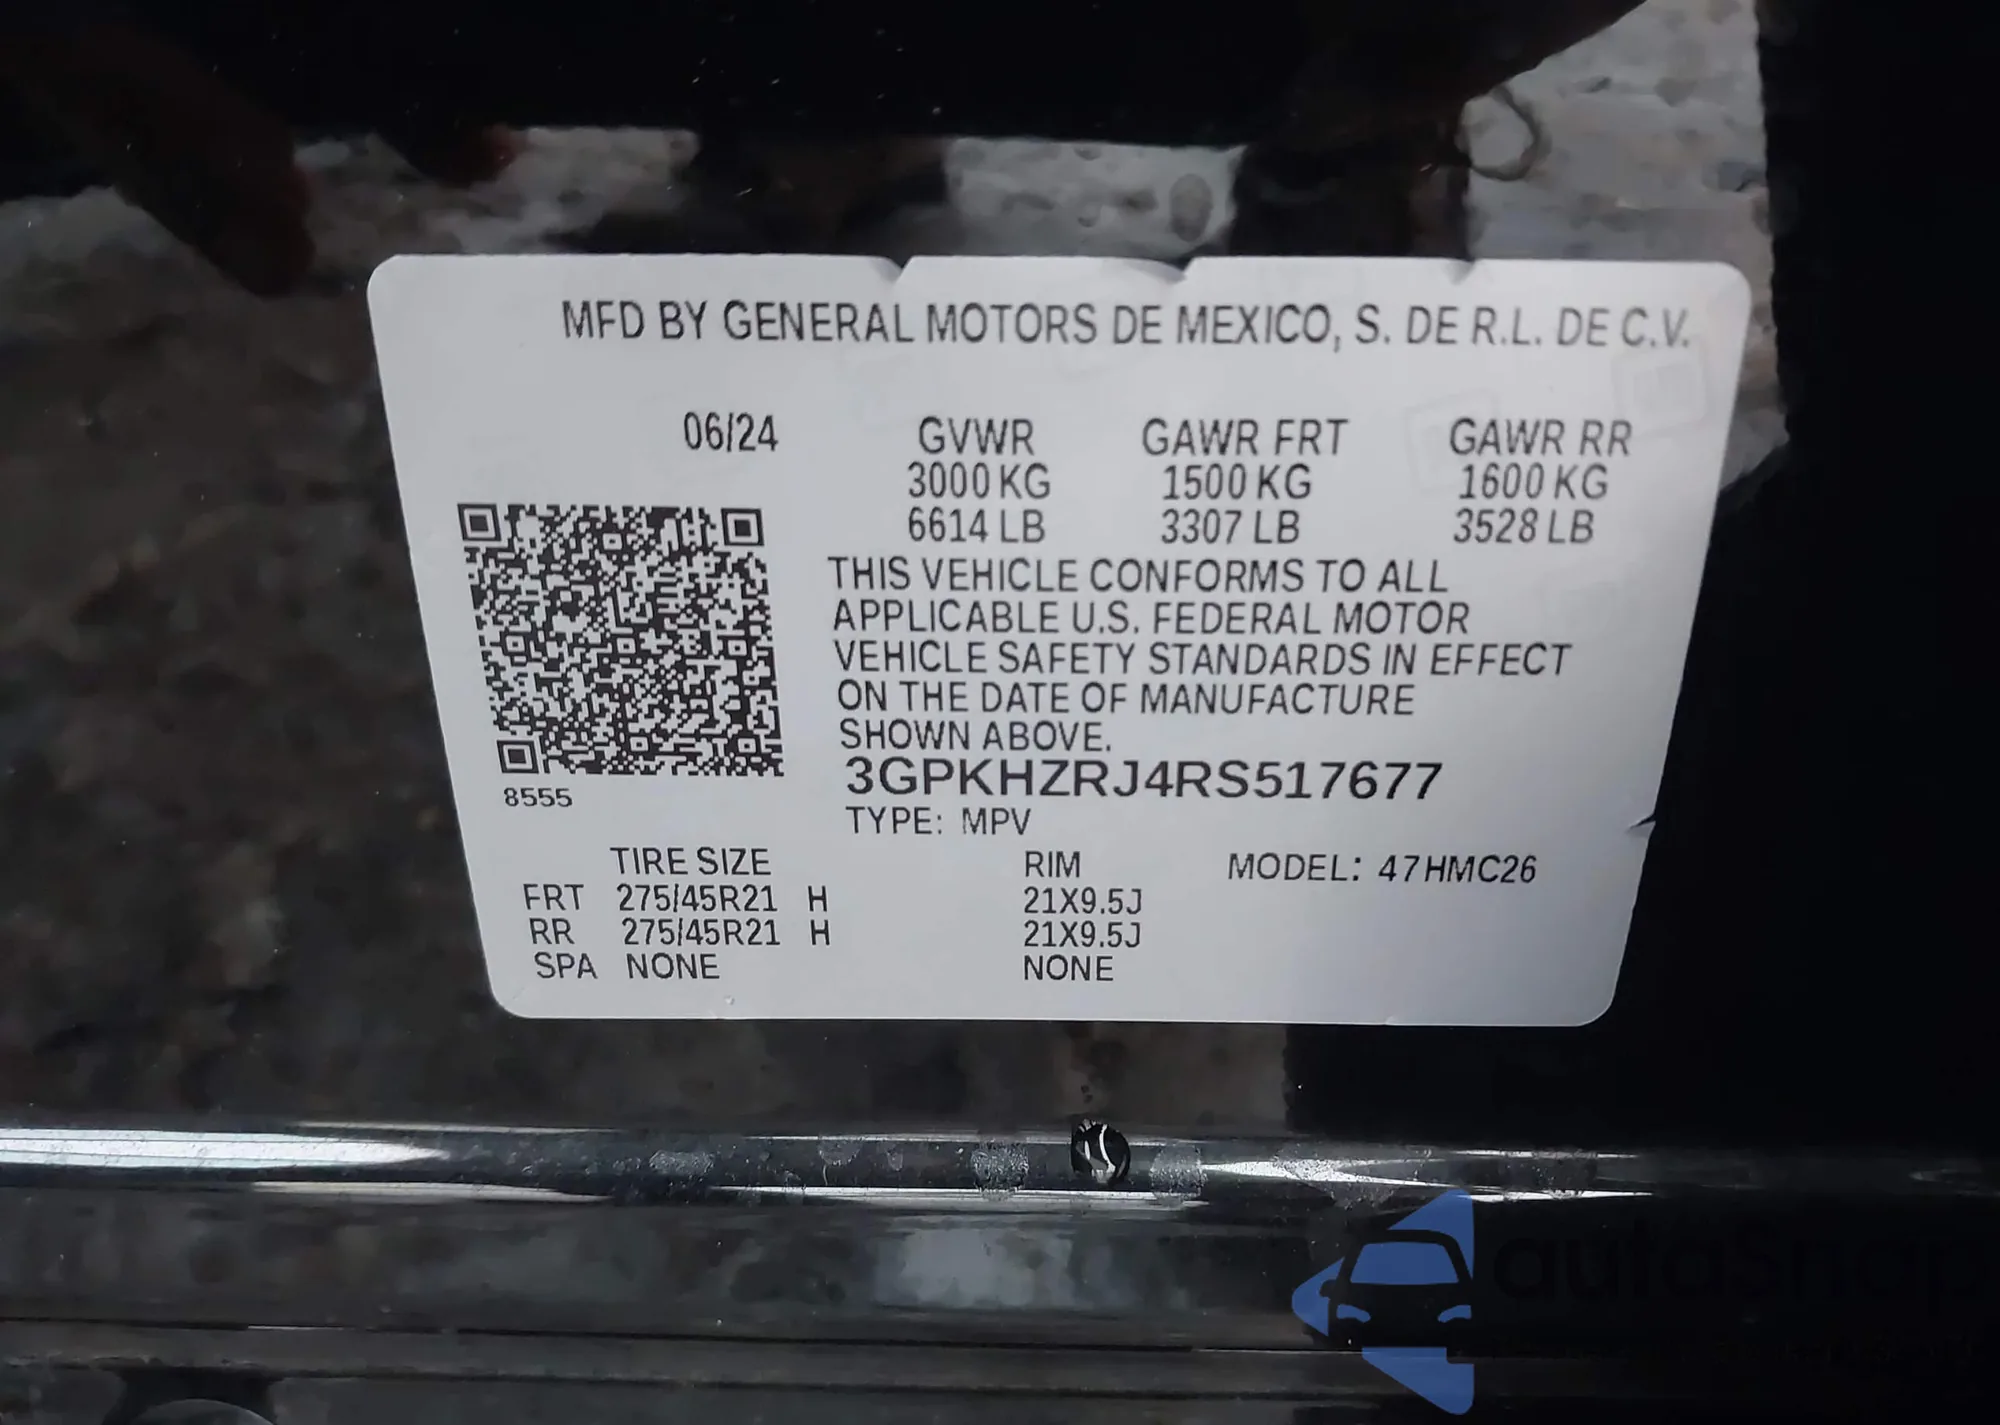 MFD BY GENERAL MOTORS DE MEXICO, S. DE R.L. DE C.V.
06/24 GVWR GAWR FRT GAWR RR
3000 KG 1500 KG 1600 KG
6614 LB 3307 LB 3528 LB
THIS VEHICLE CONFORMS TO ALL
APPLICABLE U.S. FEDERAL MOTOR
VEHICLE SAFETY STANDARDS IN EFFECT
ON THE DATE OF MANUFACTURE
SHOWN ABOVE.
3GPKHZRJ4RS517677
8555
TYPE: MPV
TIRE SIZE RIM MODEL: 47HMC26
FRT 275/45R21 H 21X9.5J
RR 275/45R21 H 21X9.5J
SPA NONE NONE
autosnap